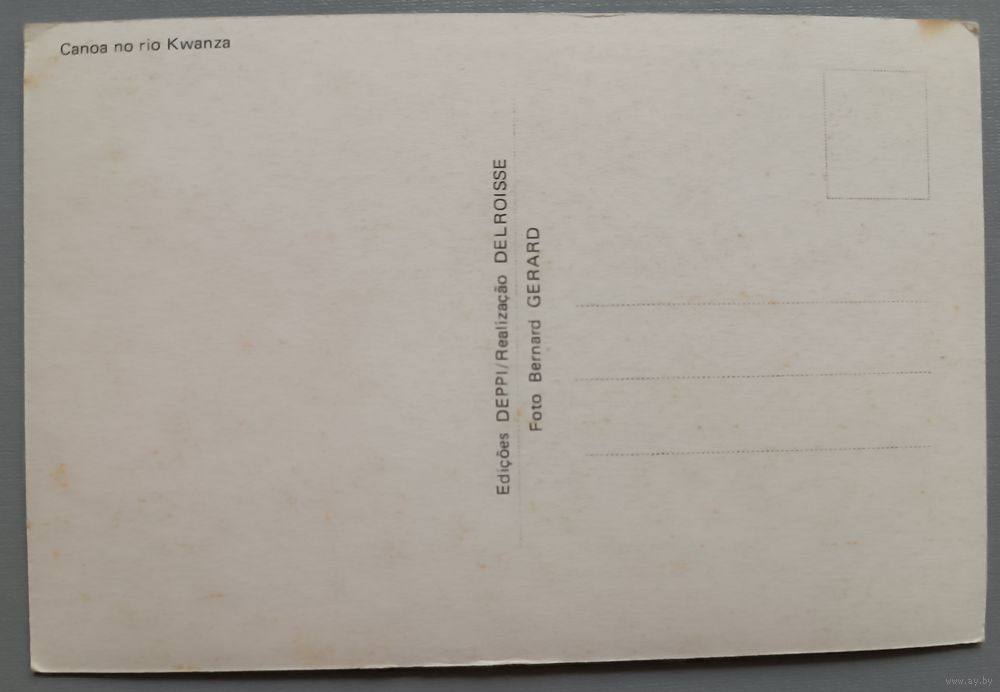 Canoa no rio Kwanza
Edições DEPPI/Realização DELROISSE
Foto Bernard GERARD
www.ay.by